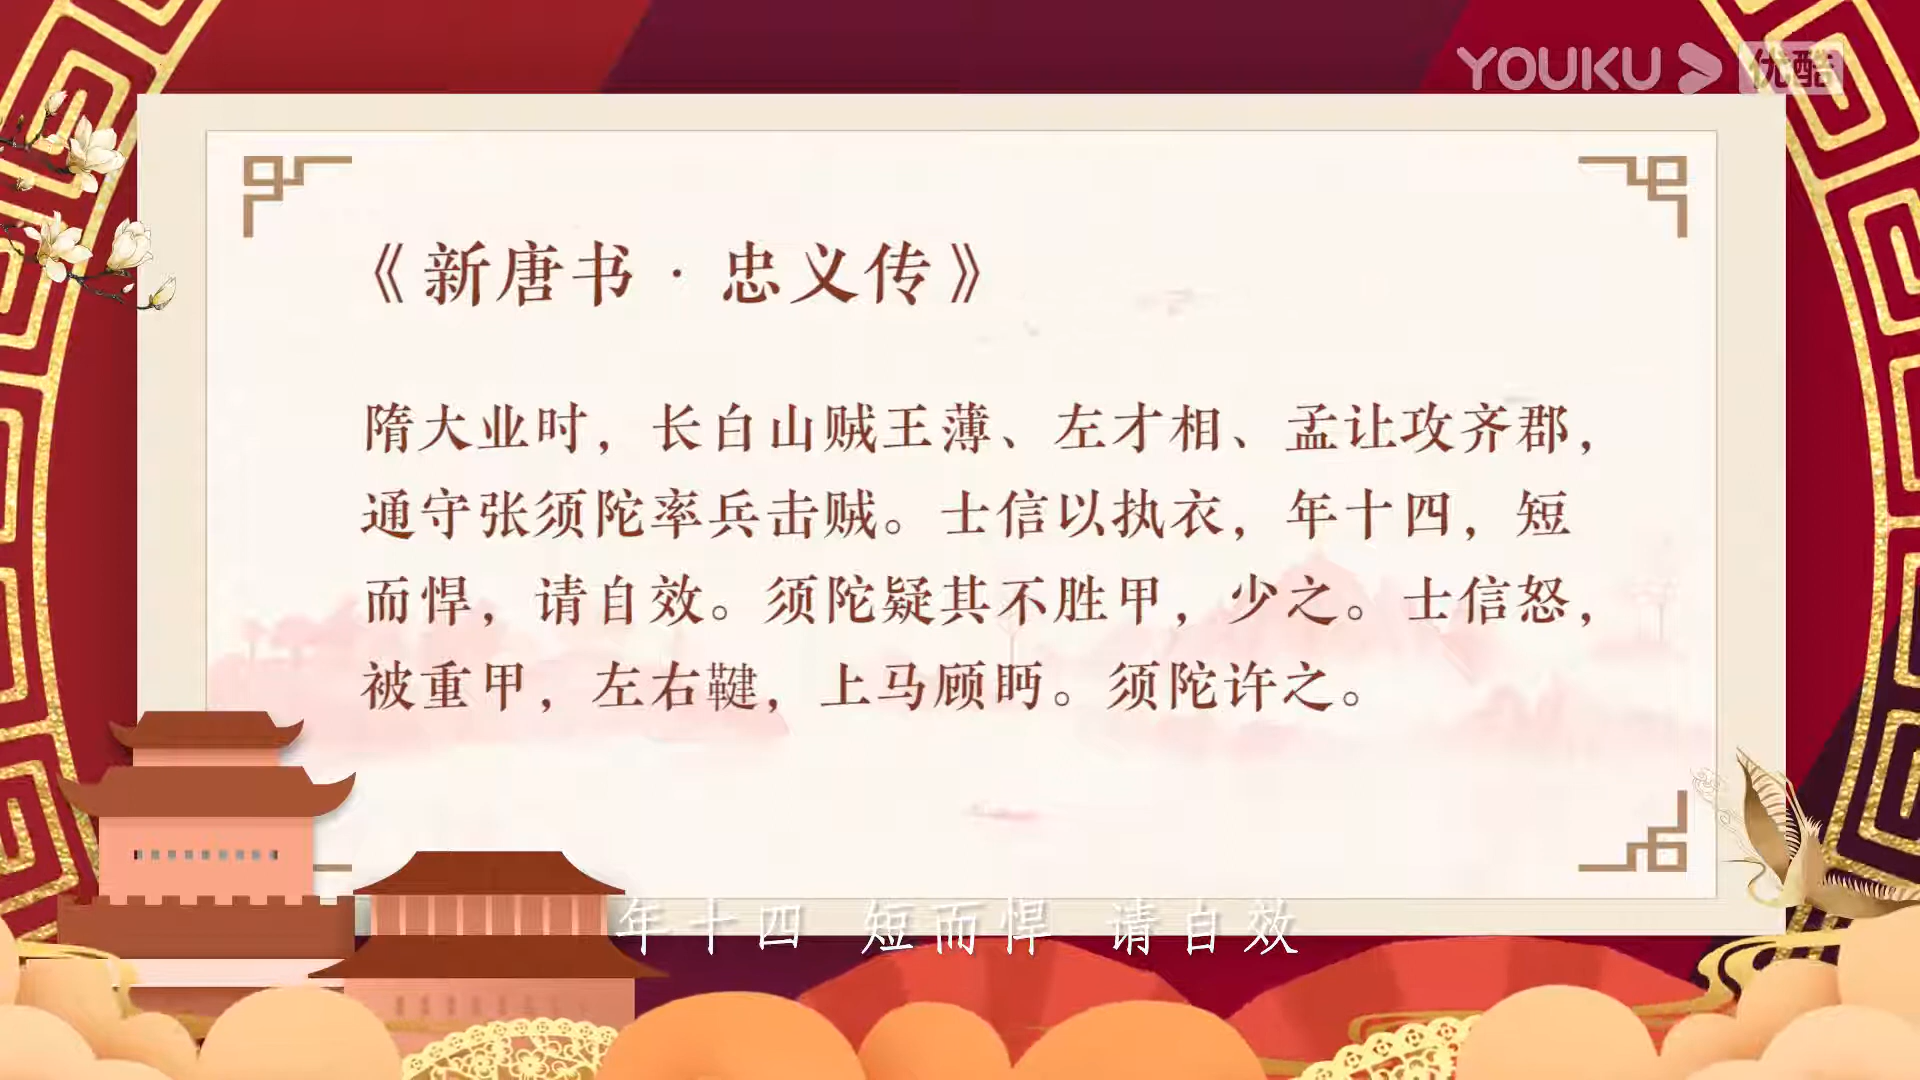 YOUKU 优酷
《新唐书·忠义传》
隋大业时，长白山贼王薄、左才相、孟让攻齐郡，
通守张须陀率兵击贼。士信以执衣，年十四，短
而悍，请自效。须陀疑其不胜甲，少之。士信怒，
被重甲，左右鞬，上马顾眄。须陀许之。
年十四 短而悍 请自效